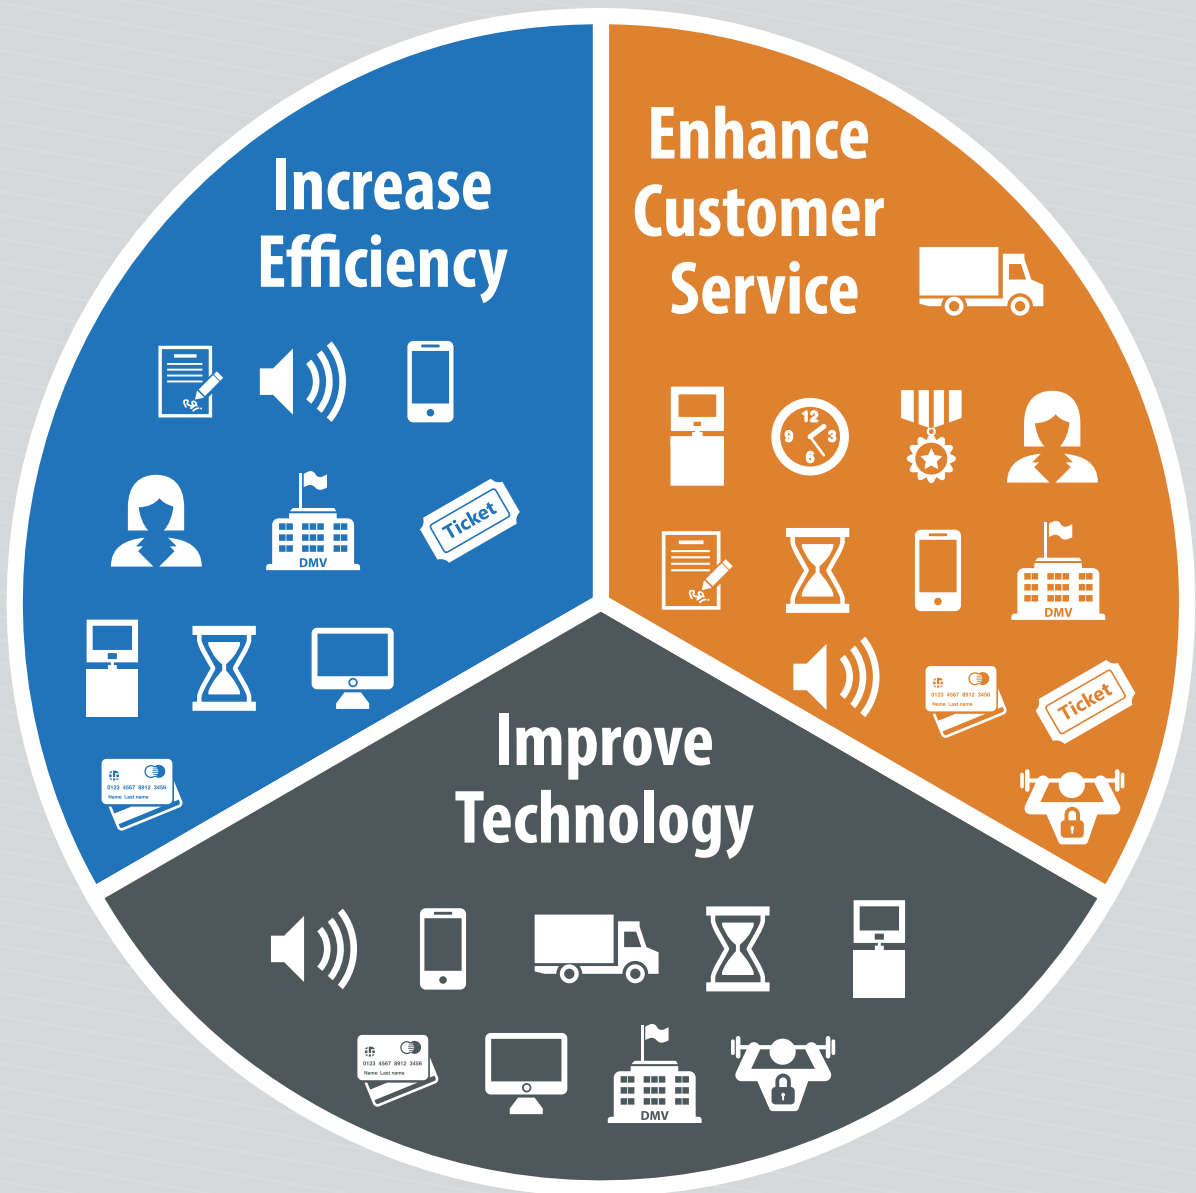 Increase
Efficiency
DMV
Ticket
0123 4567 8912 3456
Name Last name
Enhance
Customer
Service
12
9 3
6
DMV
0123 4567 8912 3456
Name Last name
Ticket
Improve
Technology
0123 4567 8912 3456
Name Last name
DMV